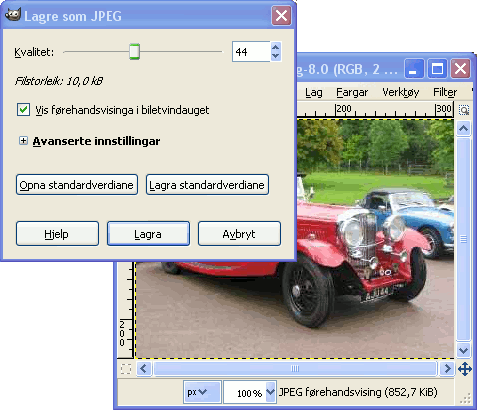 Lagre som JPEG
Kvalitet:
44
Filstorleik: 10,0 kB
Vis førehandsvisinga i biletvindauget
Avanserte innstillingar
Opna standardverdiane
Lagra standardverdiane
Hjelp
Lagra
Avbryt
g-8.0 (RGB, 2 ...
Lag
Fargar
Verktøy
Filter
200
300
200
px
100%
JPEG førehandsvising (852,7 KiB)